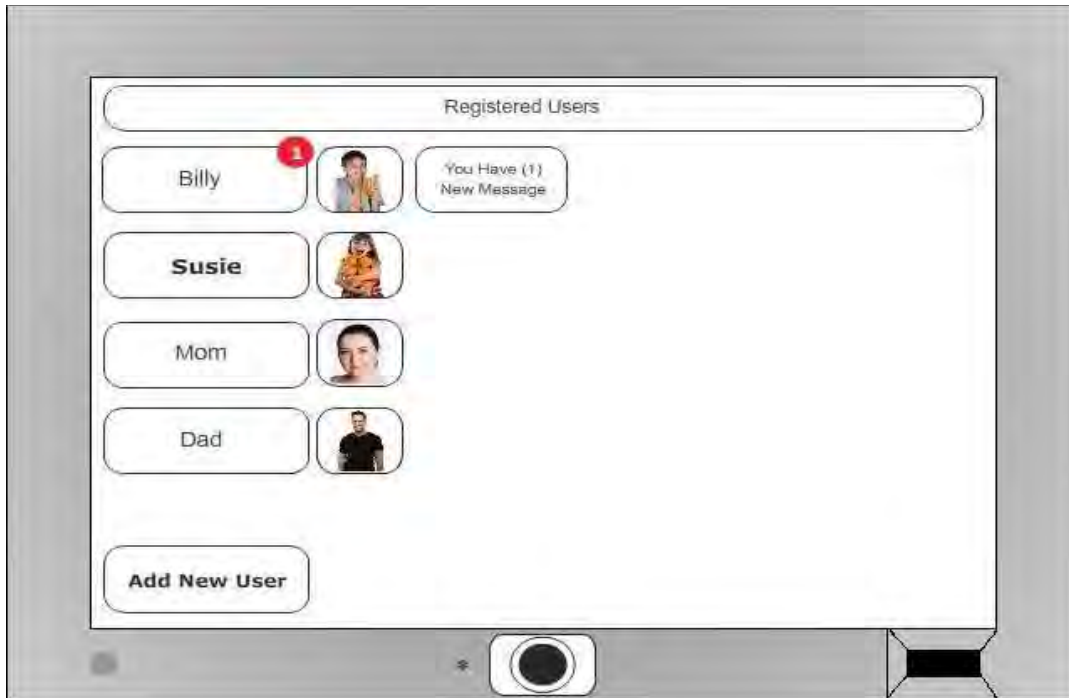 Registered Users
Billy
1
You Have (1)
New Message
Susie
Mom
Dad
Add New User